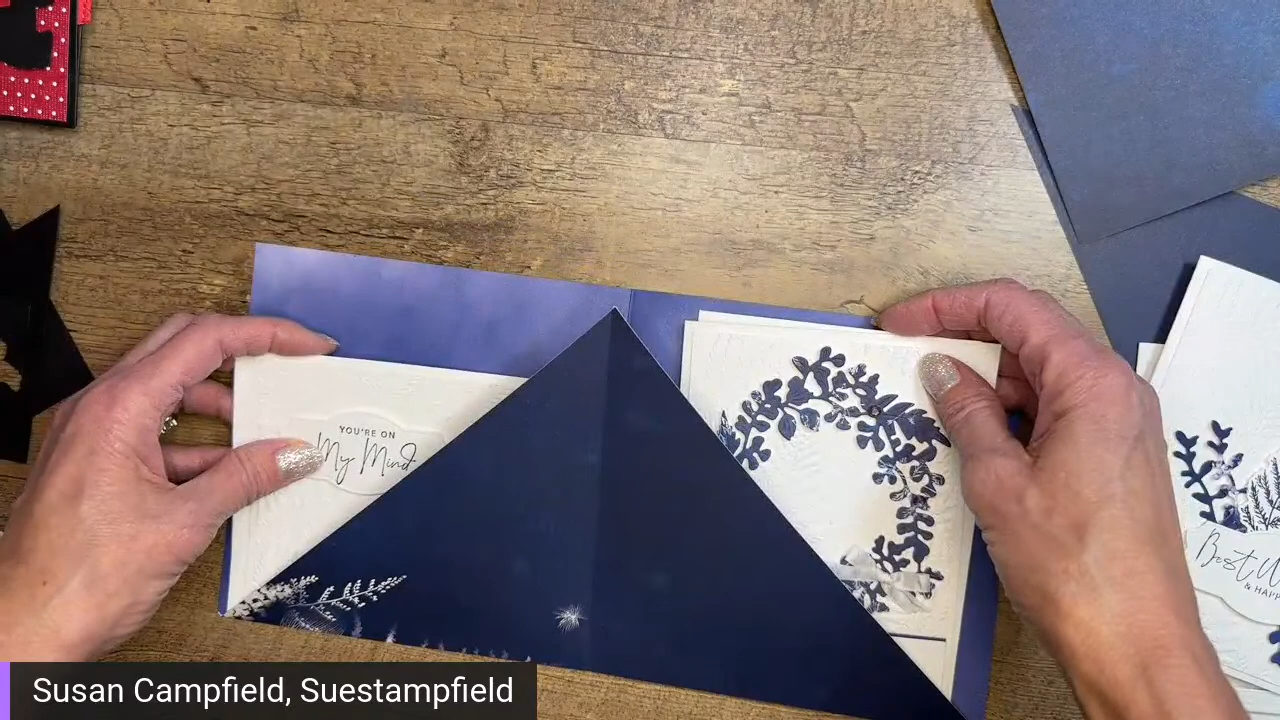 YOU'RE ON
My Mind
Best
& HAPP
Susan Campfield, Suestampfield